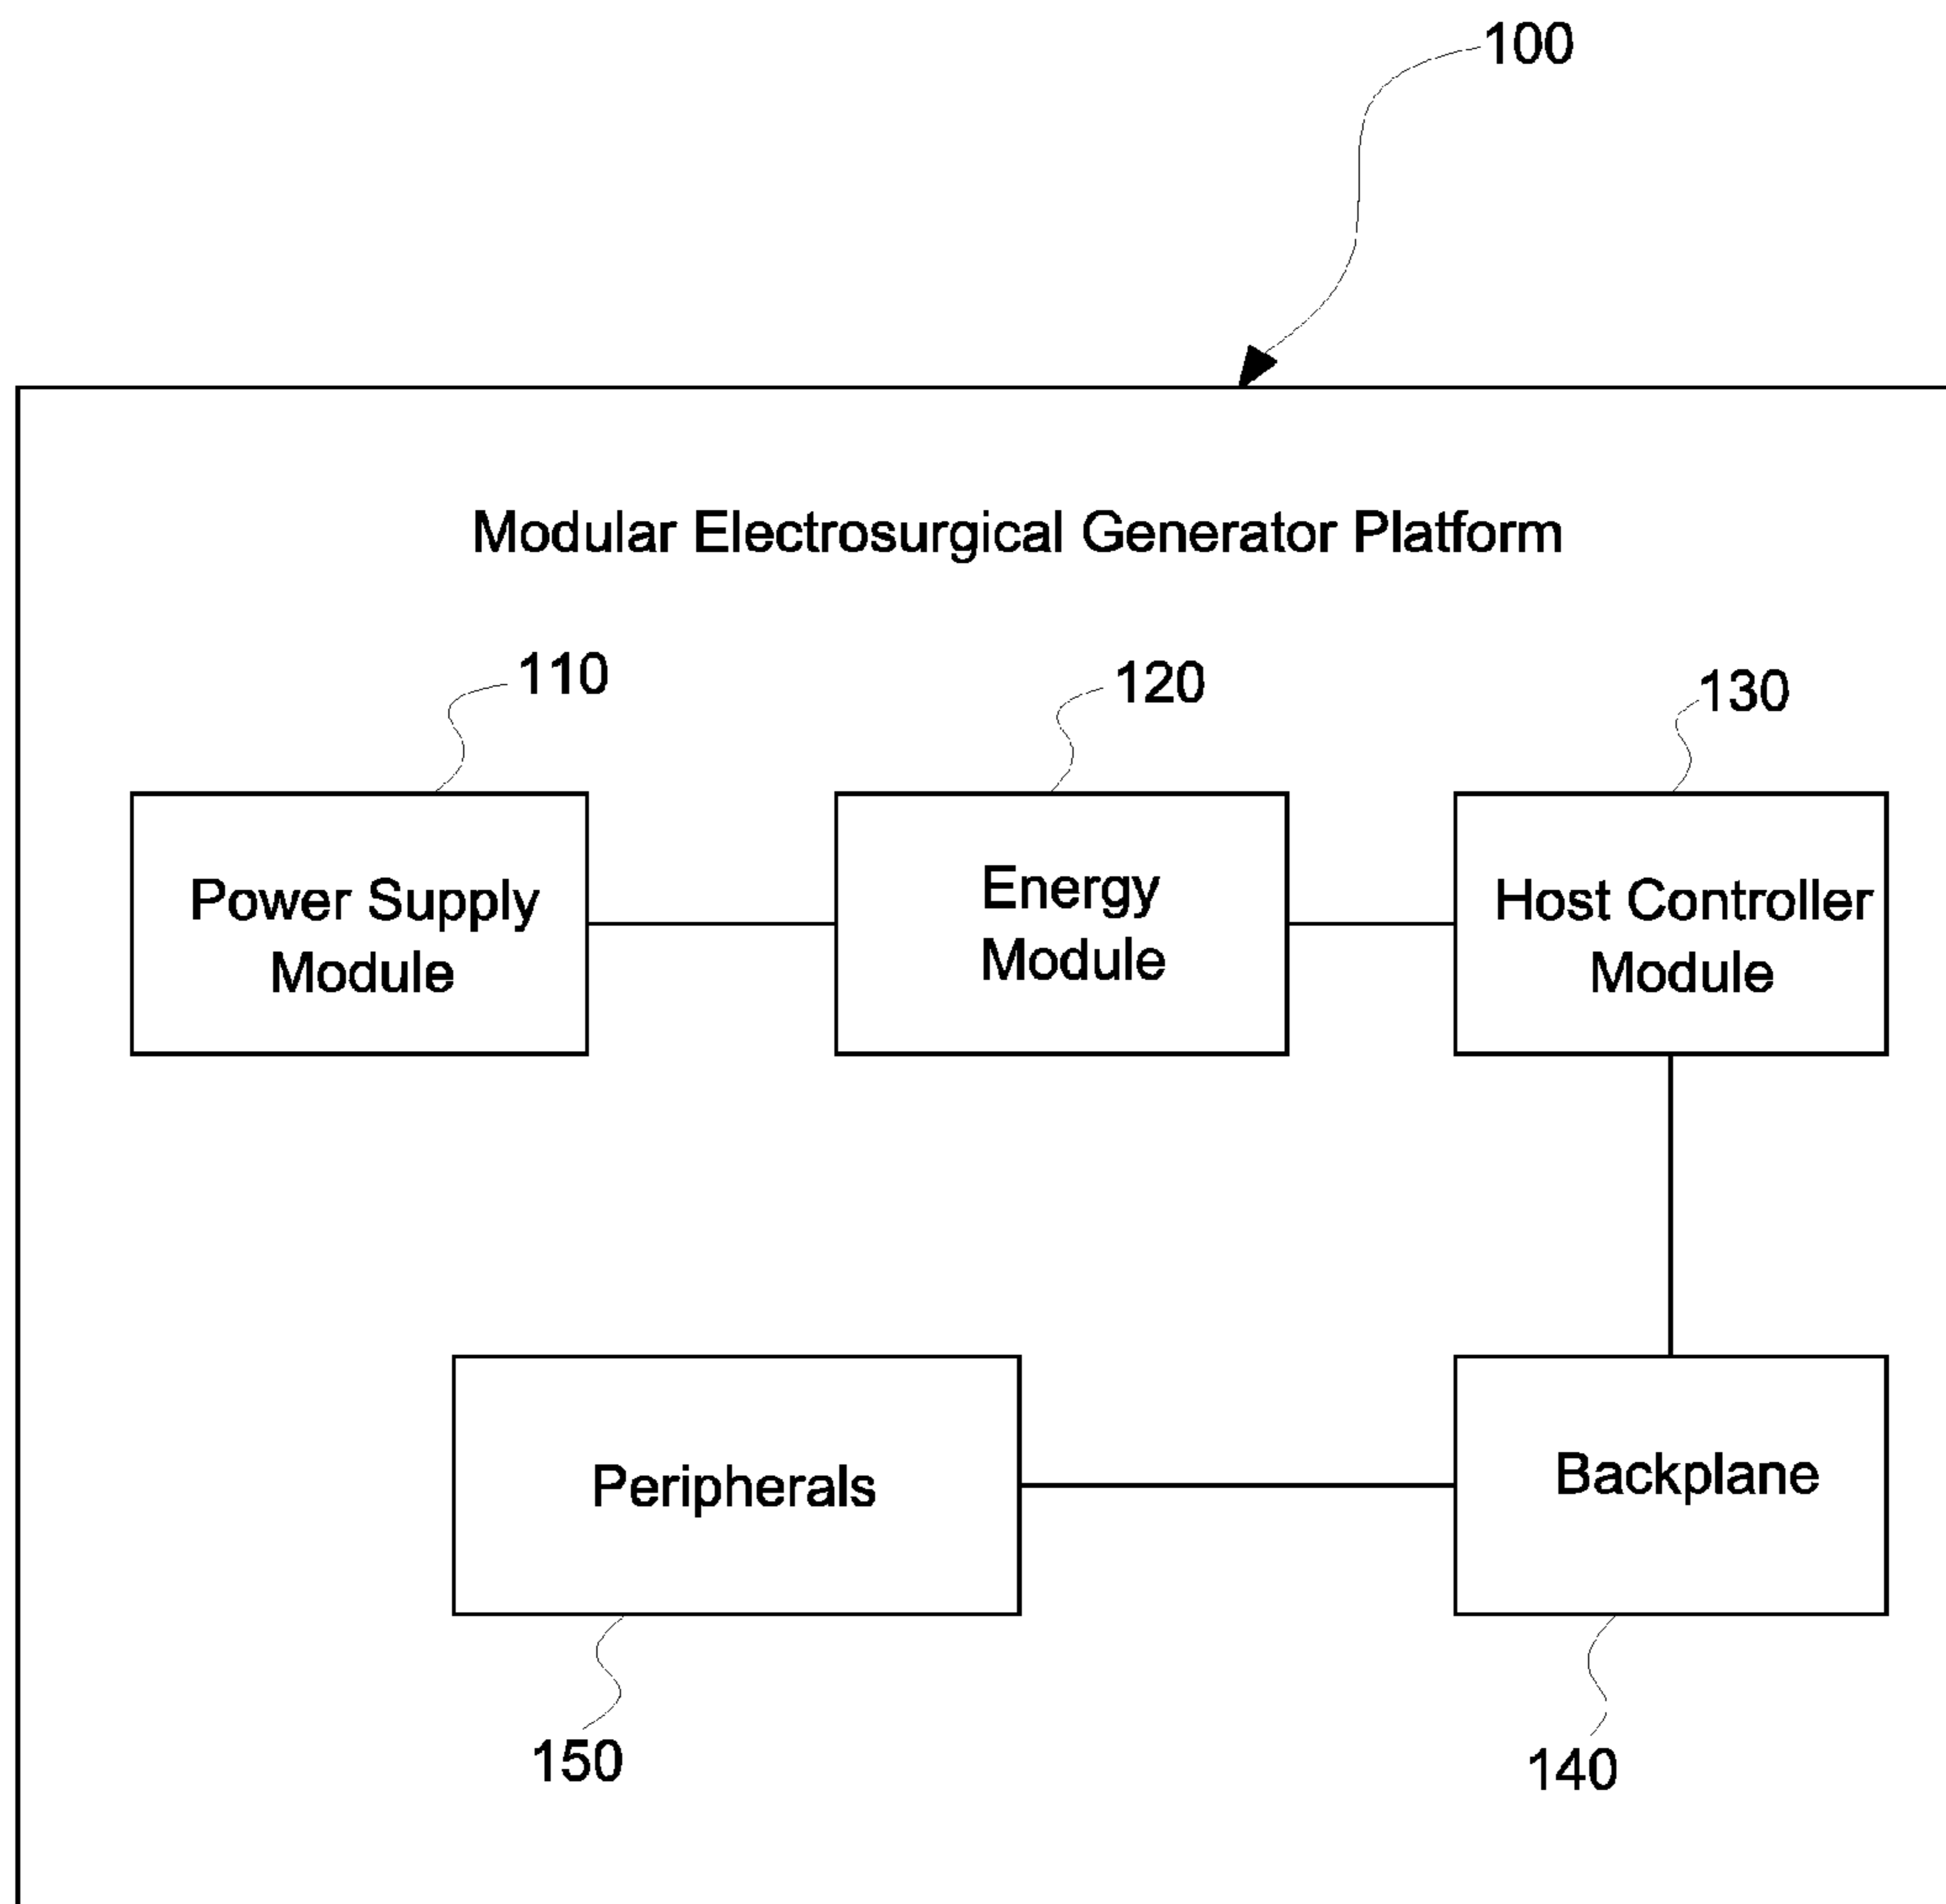 100
Modular Electrosurgical Generator Platform
110
120
130
Power Supply
Module
Energy
Module
Host Controller
Module
Peripherals
Backplane
150
140